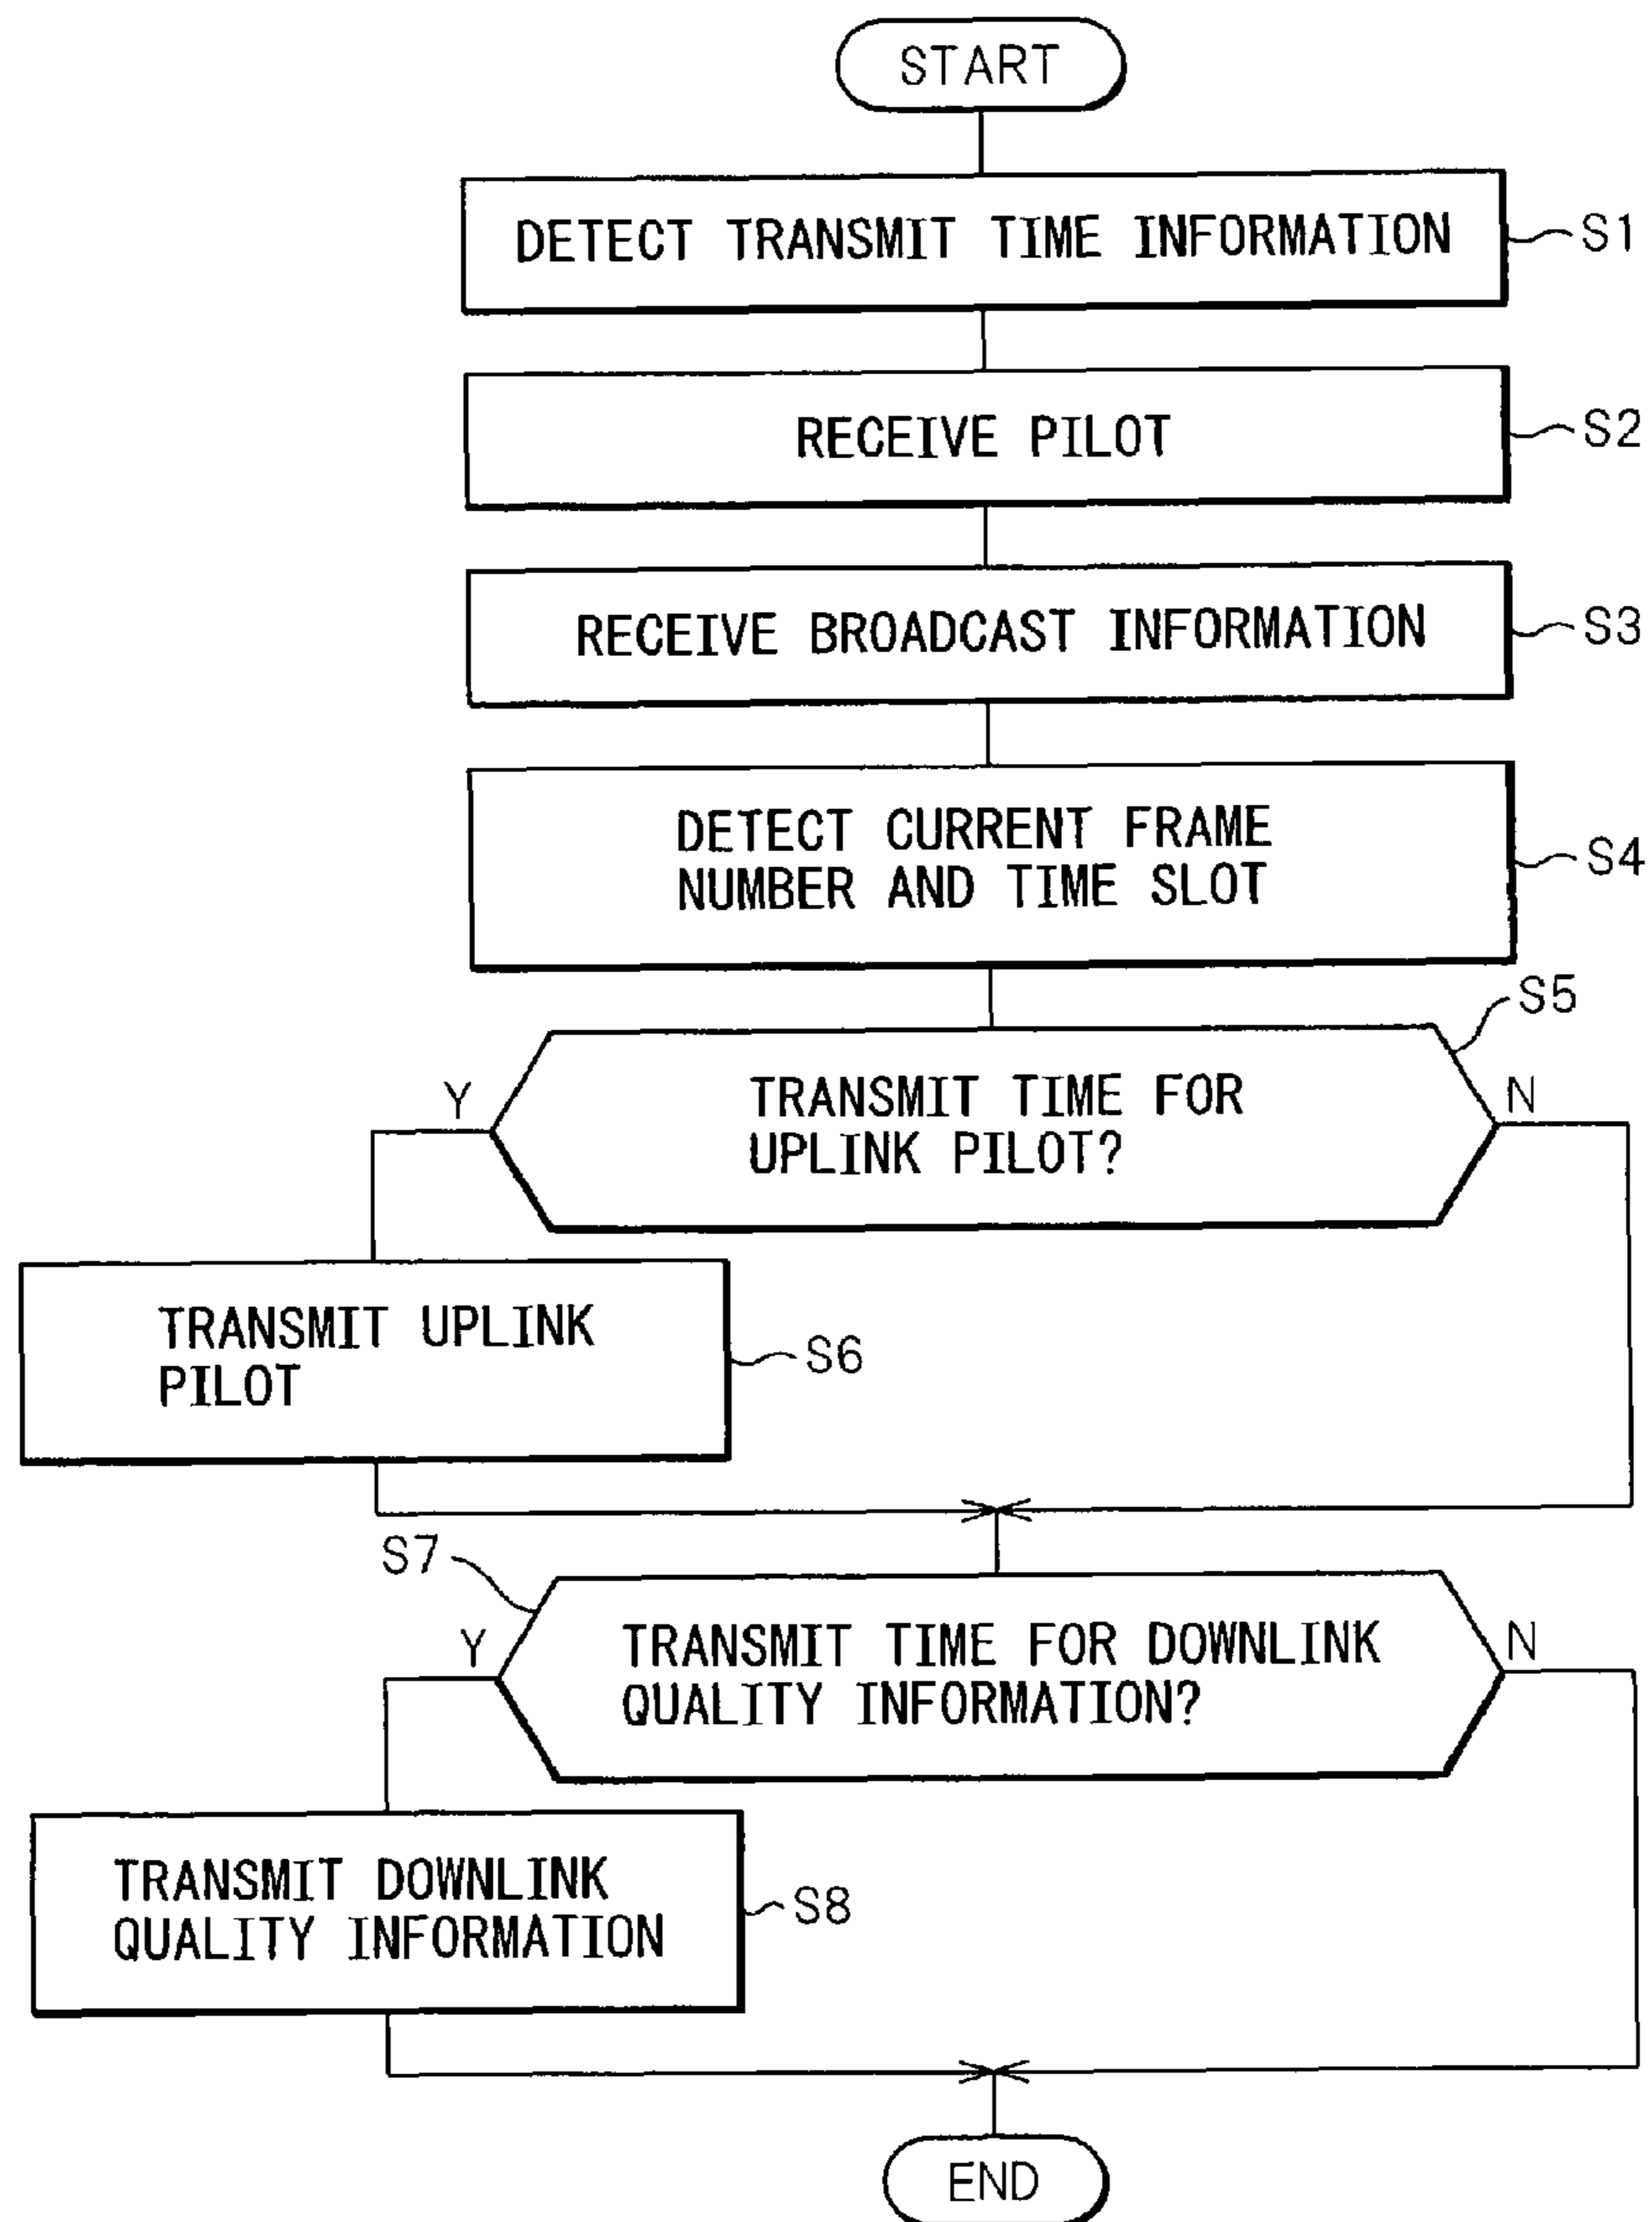 START
DETECT TRANSMIT TIME INFORMATION
S1
RECEIVE PILOT
S2
RECEIVE BROADCAST INFORMATION
S3
DETECT CURRENT FRAME
NUMBER AND TIME SLOT
S4
S5
Y
TRANSMIT TIME FOR
UPLINK PILOT?
N
TRANSMIT UPLINK
PILOT
S6
S7
Y
TRANSMIT TIME FOR DOWNLINK
QUALITY INFORMATION?
N
TRANSMIT DOWNLINK
QUALITY INFORMATION
S8
END